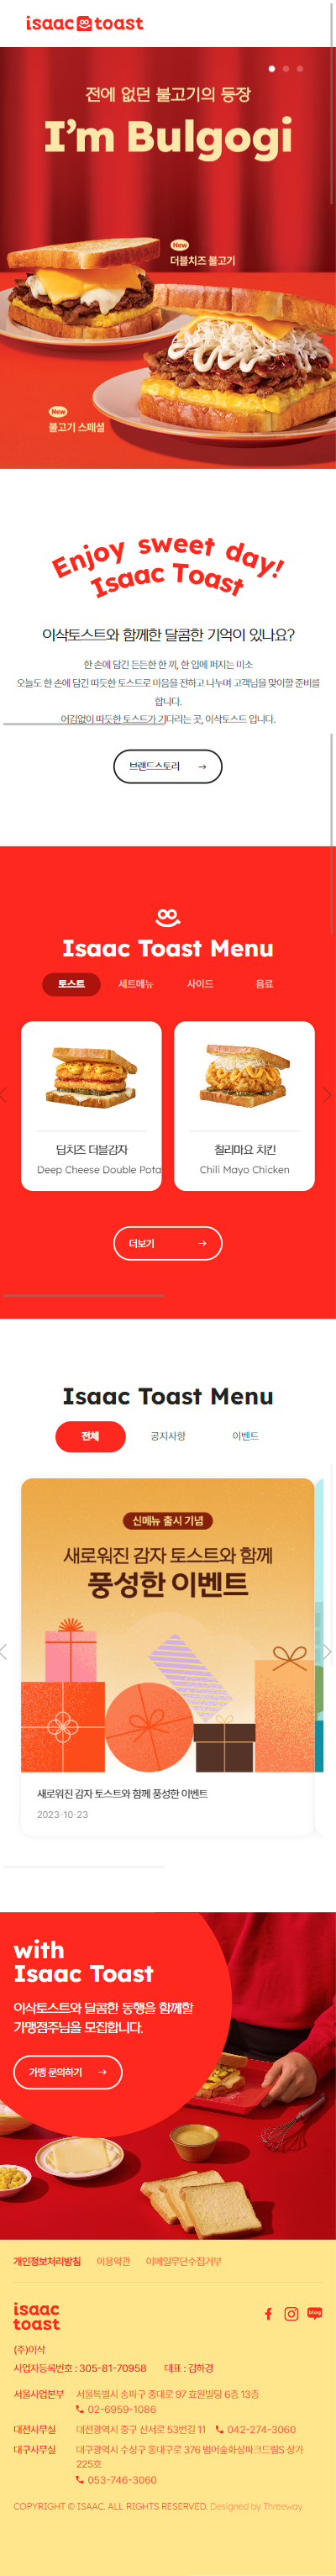 isaac toast
전에 없던 불고기의 등장
I'm Bulgogi
New
더블치즈 불고기
New
불고기 스페셜
Enjoy sweet day!
Isaac Toast
이삭토스트와 함께한 달콤한 기억이 있나요?
한 손에 담긴 든든한 한 끼, 한 입에 퍼지는 미소
오늘도 한 손에 담긴 따듯한 토스트로 마음을 전하고 나누며 고객님을 맞이할 준비를
합니다.
어김없이 따듯한 토스트가 기다리는 곳, 이삭토스트 입니다.
브랜드스토리 →
Isaac Toast Menu
토스트 세트메뉴 사이드 음료
딥치즈 더블감자 칠리마요 치킨
Deep Cheese Double Pota Chili Mayo Chicken
더보기 →
Isaac Toast Menu
전체 공지사항 이벤트
신메뉴 출시 기념
새로워진 감자 토스트와 함께
풍성한 이벤트
새로워진 감자 토스트와 함께 풍성한 이벤트
2023-10-23
with
Isaac Toast
이삭토스트와 달콤한 동행을 함께할
가맹점주님을 모집합니다.
가맹 문의하기 →
개인정보처리방침 이용약관 이메일무단수집거부
isaac
toast
blog
(주)이삭
사업자등록번호 : 305-81-70958 대표 : 김하경
서울사업본부 서울특별시 송파구 중대로 97 효원빌딩 6층 13층
02-6959-1086
대전사무실 대전광역시 중구 신서로 53번길 11 042-274-3060
대구사무실 대구광역시 수성구 동대구로 376 범어숲화성파크드림S 상가
225호
053-746-3060
COPYRIGHT © ISAAC. ALL RIGHTS RESERVED. Designed by Threeway